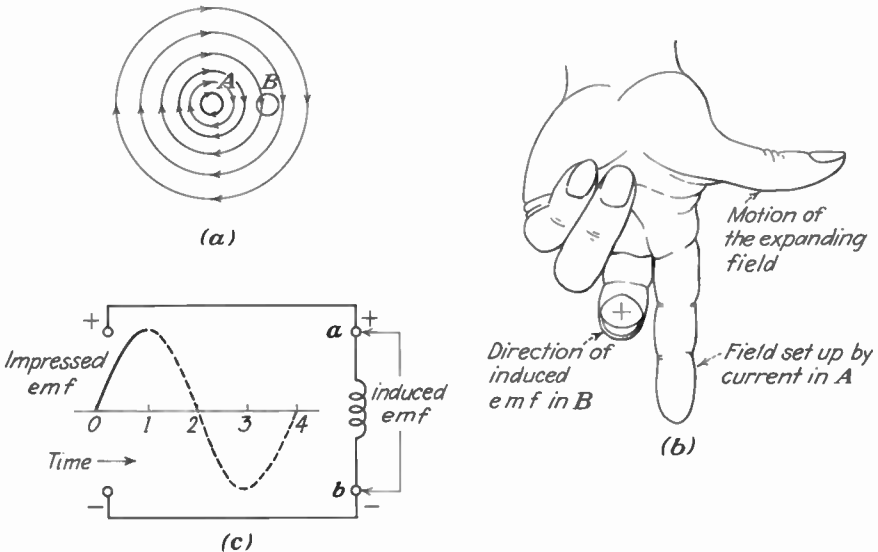 A B
(a)
Motion of
the expanding
field
+
Direction of
induced
emf in B
Field set up by
current in A
(b)
+ a +
Impressed
emf
induced
emf
0 1 2 3 4
Time
− b −
(c)